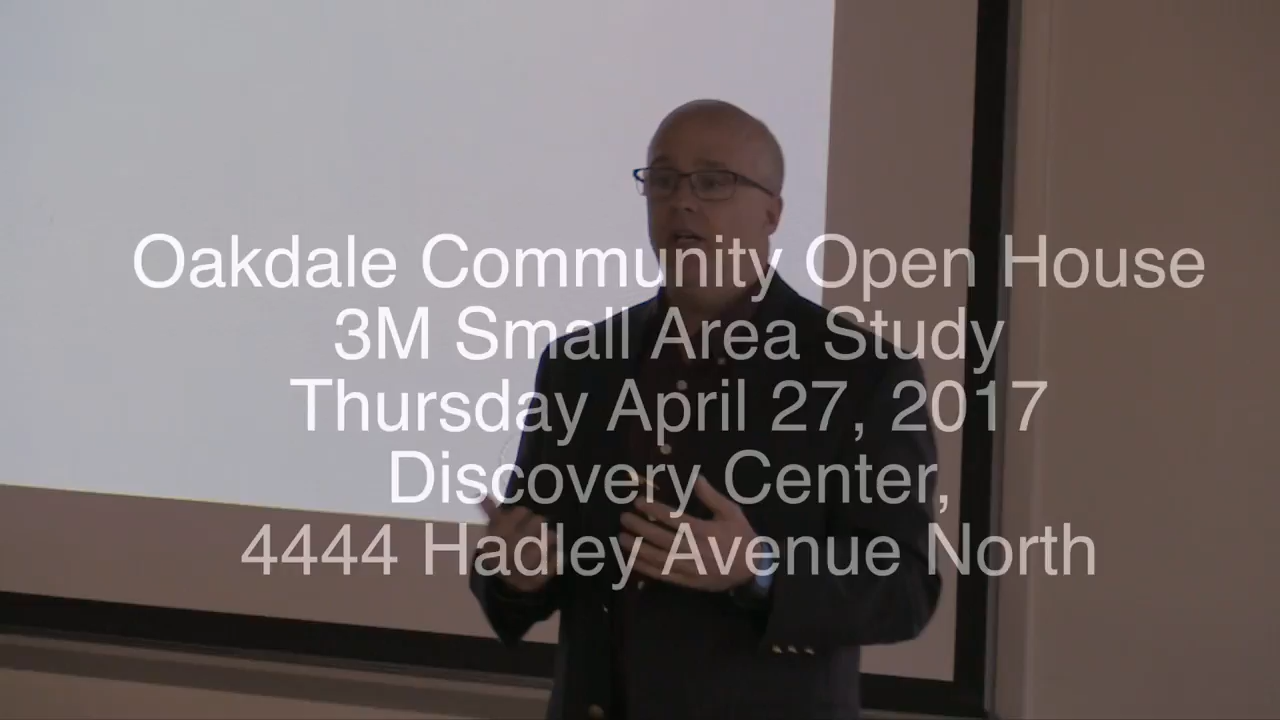 Oakdale Community Open House
3M Small Area Study
Thursday April 27, 2017
Discovery Center,
4444 Hadley Avenue North